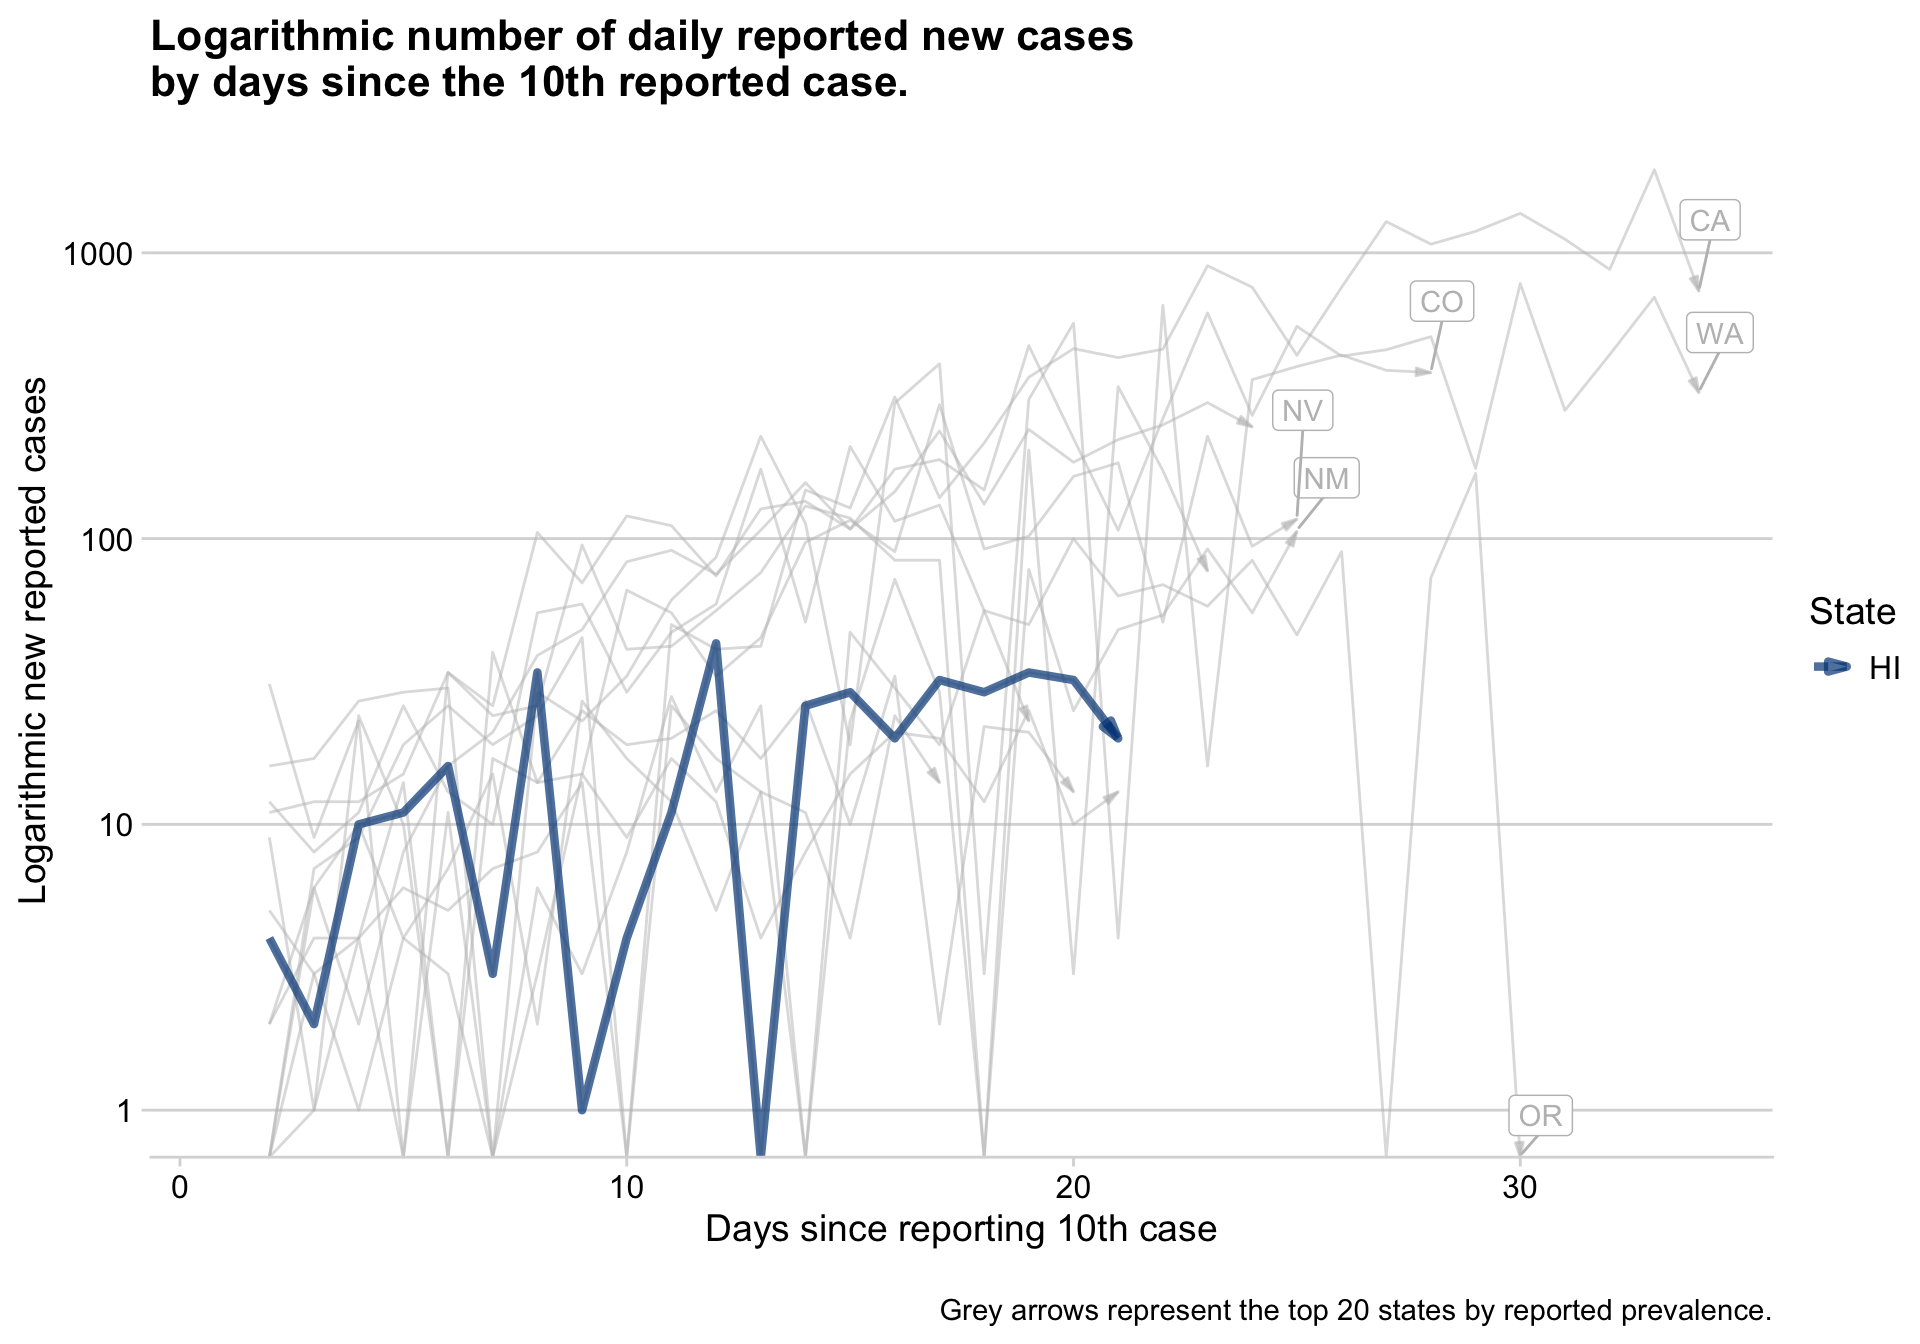 Logarithmic number of daily reported new cases
by days since the 10th reported case.
Logarithmic new reported cases
1000
100
10
1
CA
CO
WA
NV
NM
OR
State
HI
0
10
20
30
Days since reporting 10th case
Grey arrows represent the top 20 states by reported prevalence.